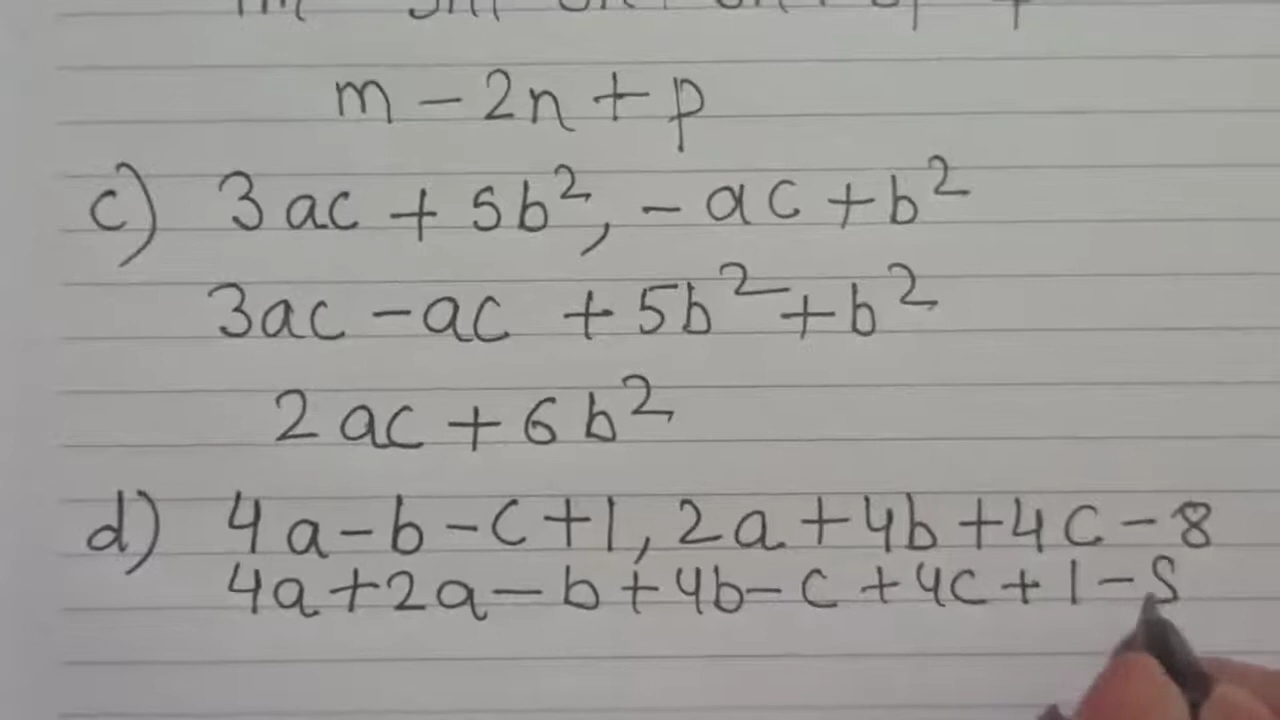 m - 2n + p
c) 3ac + 5b², - ac + b²
3ac - ac + 5b² + b²
2ac + 6b²
d) 4a - b - c + 1, 2a + 4b + 4c - 8
4a + 2a - b + 4b - c + 4c + 1 -